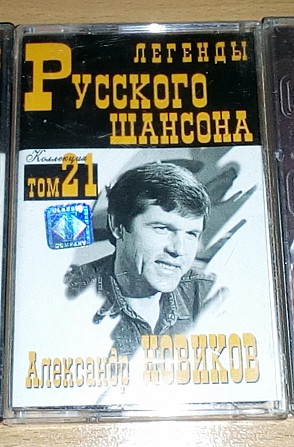 ЛЕГЕНДЫ
РУССКОГО
ШАНСОНА
Коллекция
ТОМ 21
Александр НОВИКОВ